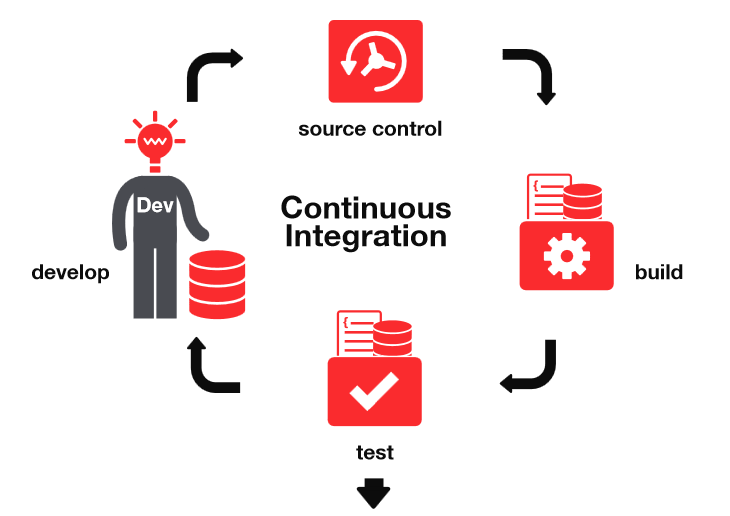 source control
Dev
Continuous
Integration
develop
{
build
{
test